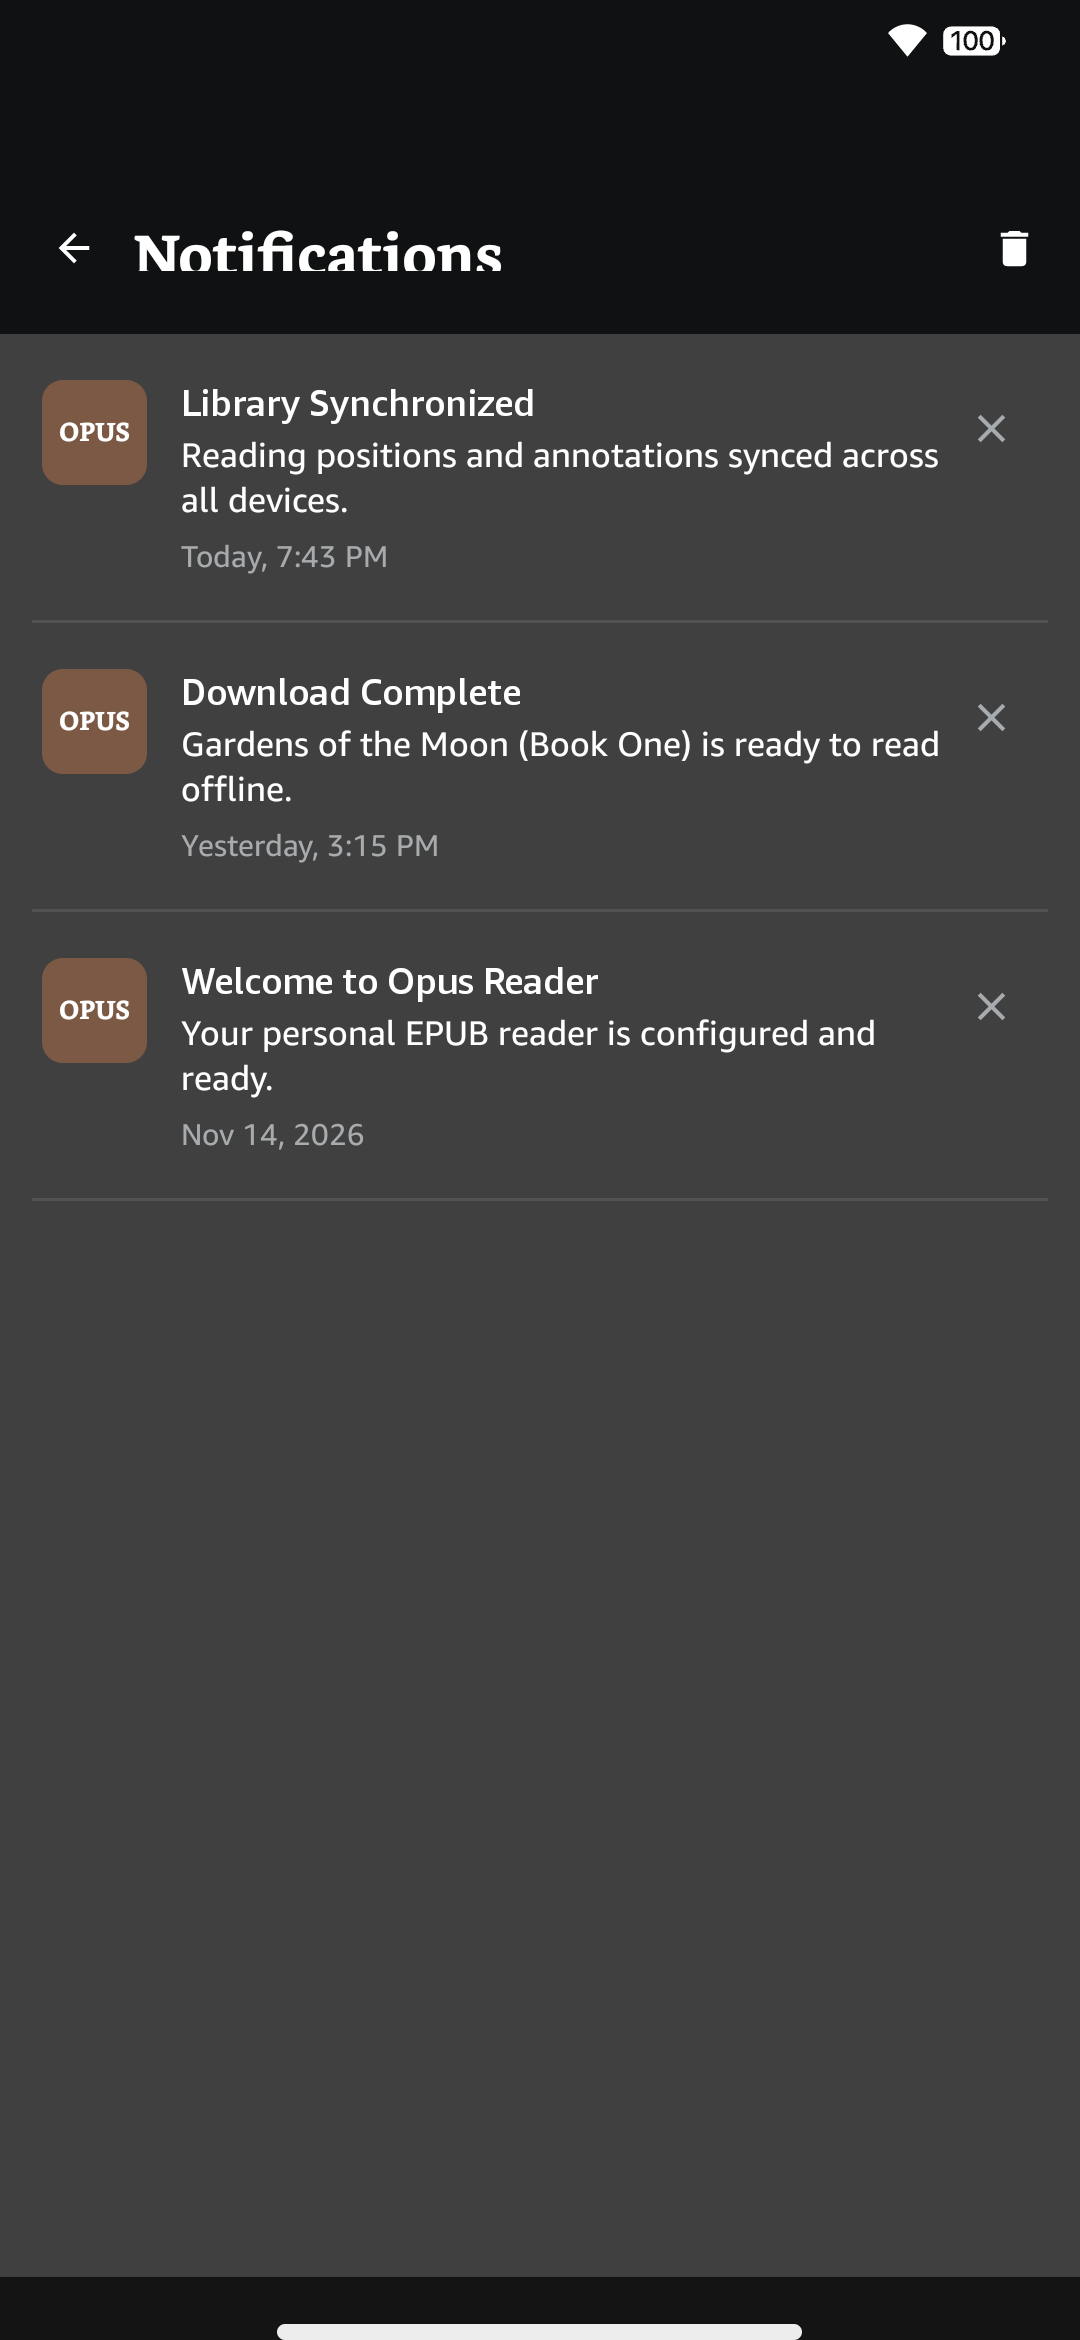 100
Notifications
OPUS
Library Synchronized
Reading positions and annotations synced across
all devices.
Today, 7:43 PM
OPUS
Download Complete
Gardens of the Moon (Book One) is ready to read
offline.
Yesterday, 3:15 PM
OPUS
Welcome to Opus Reader
Your personal EPUB reader is configured and
ready.
Nov 14, 2026